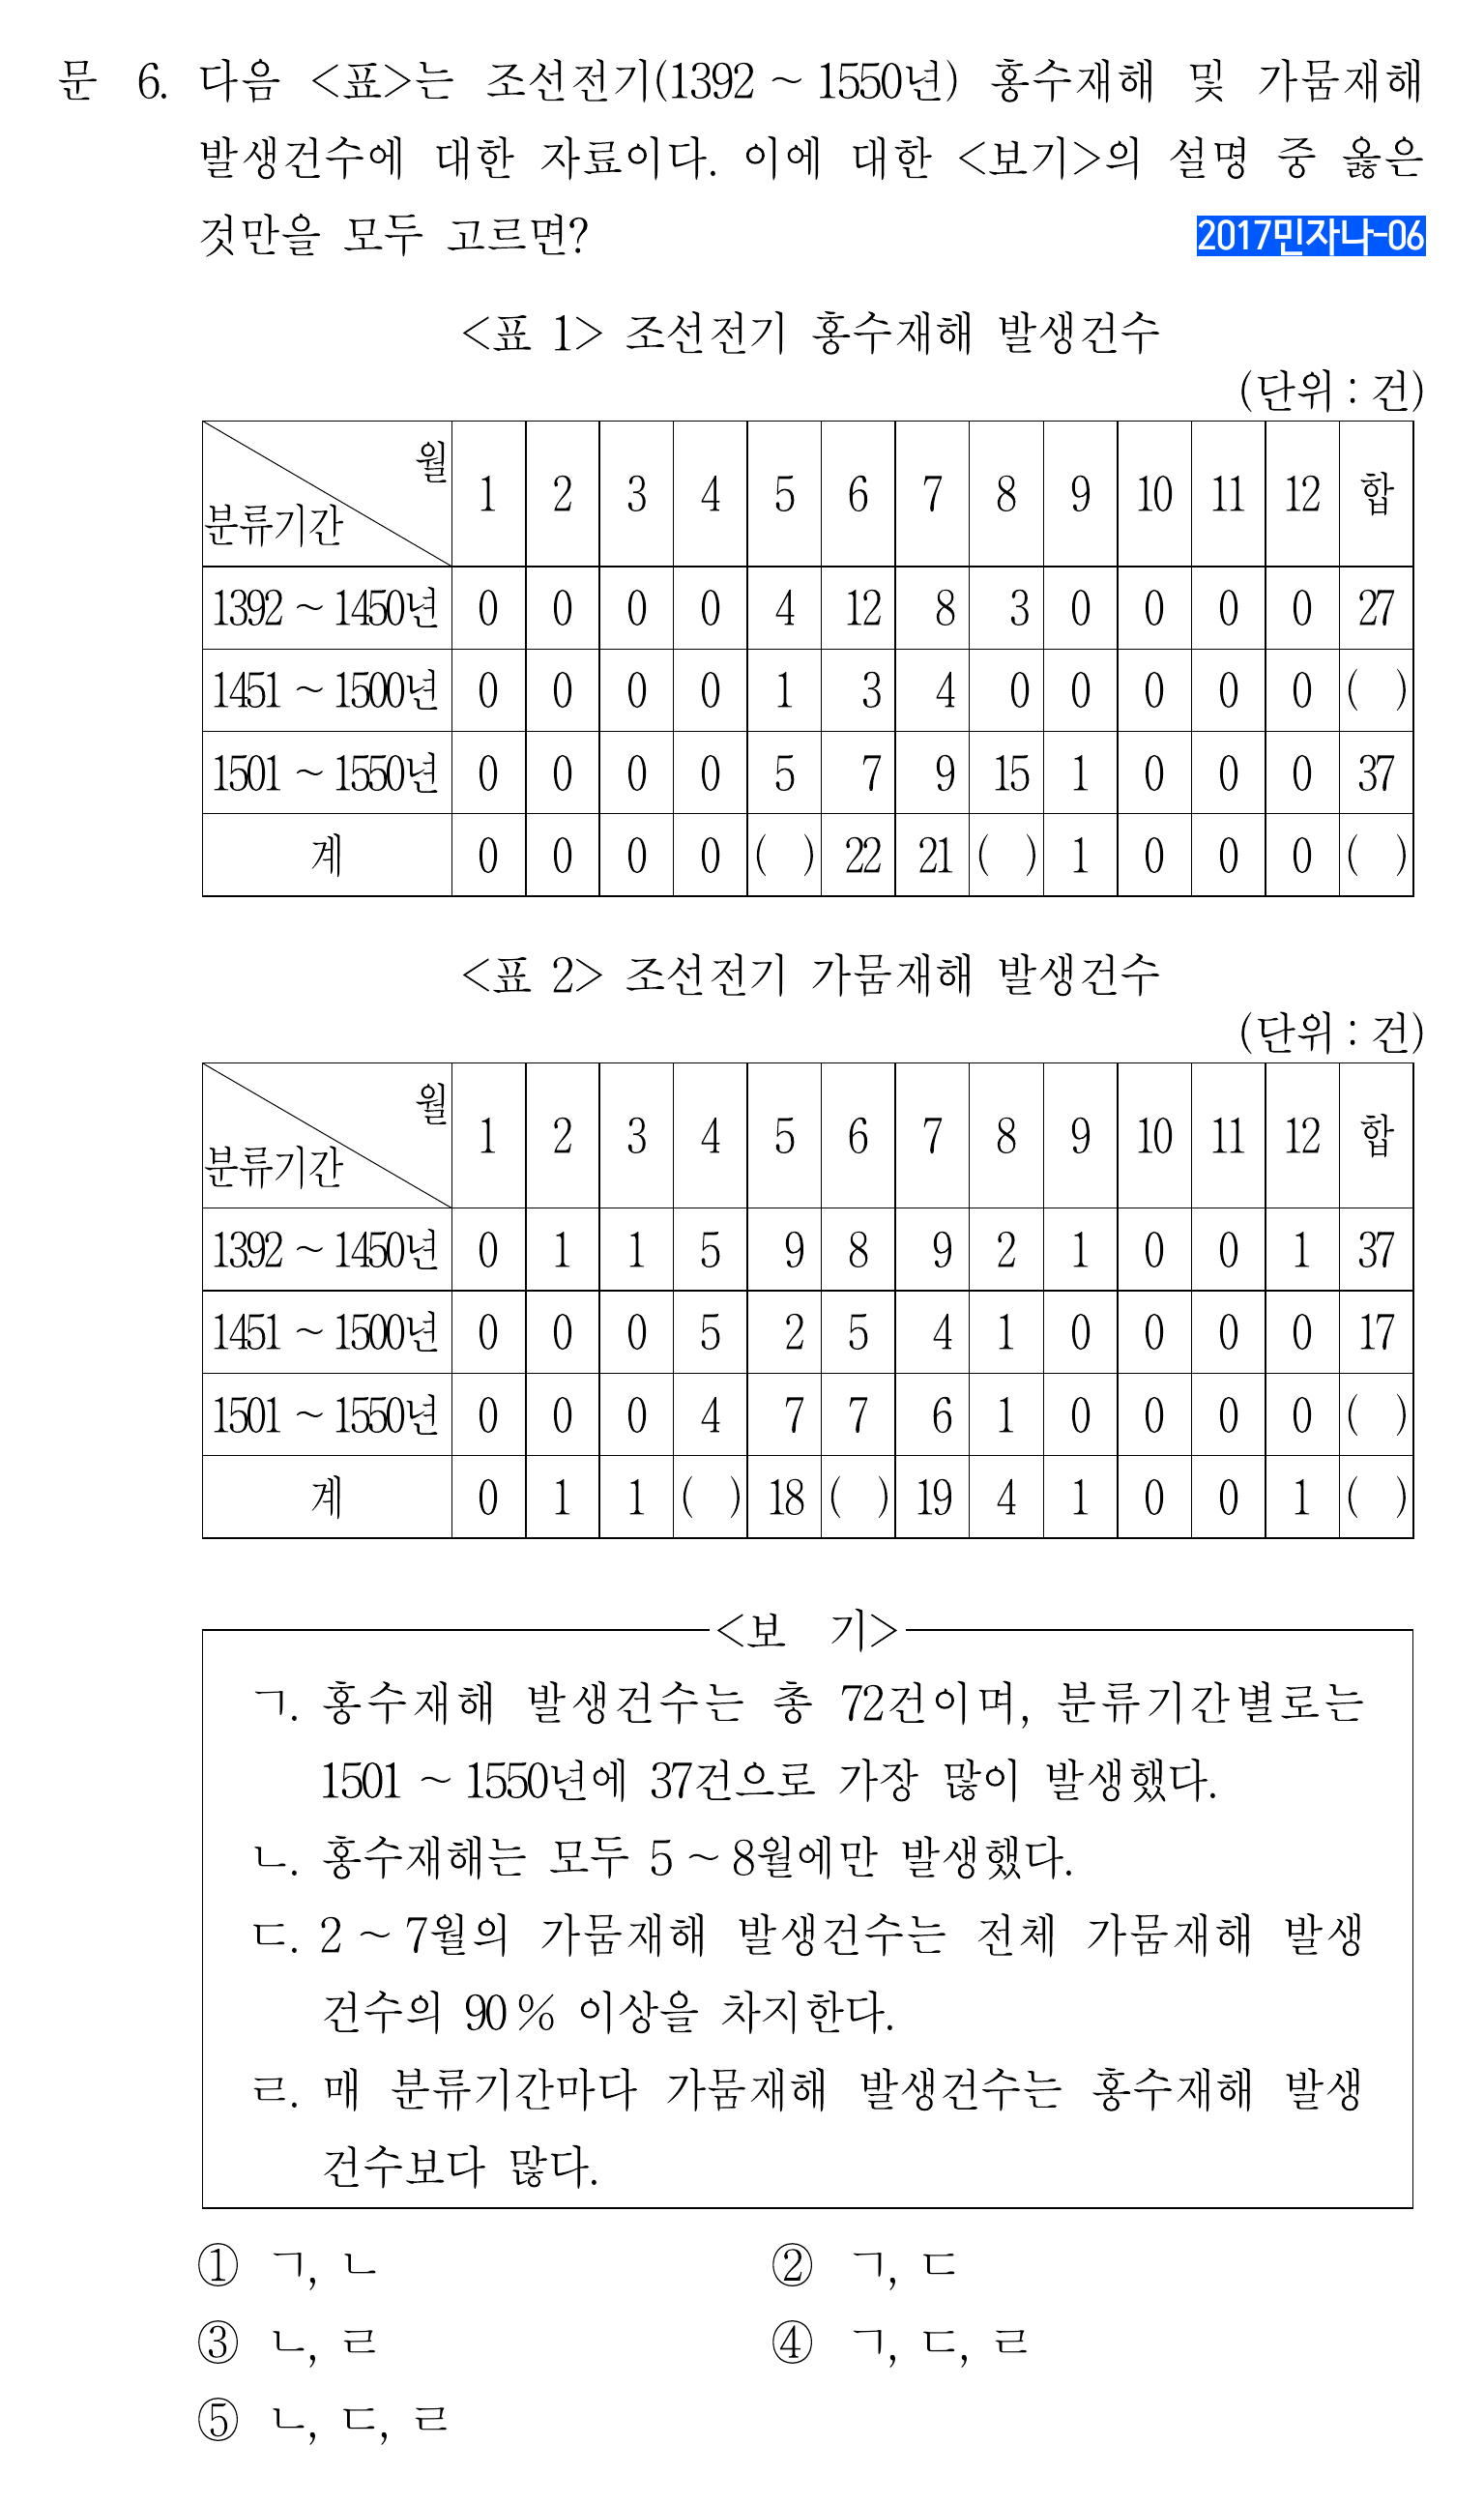 문 6. 다음 <표>는 조선전기(1392 ~ 1550년) 홍수재해 및 가뭄재해
발생건수에 대한 자료이다. 이에 대한 <보기>의 설명 중 옳은
것만을 모두 고르면?
2017민자나-06
<표 1> 조선전기 홍수재해 발생건수
(단위 : 건)
분류기간 월 1 2 3 4 5 6 7 8 9 10 11 12 합
1392 ~ 1450년 0 0 0 0 4 12 8 3 0 0 0 0 27
1451 ~ 1500년 0 0 0 0 1 3 4 0 0 0 0 0 ( )
1501 ~ 1550년 0 0 0 0 5 7 9 15 1 0 0 0 37
계 0 0 0 0 ( ) 22 21 ( ) 1 0 0 0 ( )
<표 2> 조선전기 가뭄재해 발생건수
(단위 : 건)
분류기간 월 1 2 3 4 5 6 7 8 9 10 11 12 합
1392 ~ 1450년 0 1 1 5 9 8 9 2 1 0 0 1 37
1451 ~ 1500년 0 0 0 5 2 5 4 1 0 0 0 0 17
1501 ~ 1550년 0 0 0 4 7 7 6 1 0 0 0 0 ( )
계 0 1 1 ( ) 18 ( ) 19 4 1 0 0 1 ( )
<보 기>
ㄱ. 홍수재해 발생건수는 총 72건이며, 분류기간별로는
1501 ~ 1550년에 37건으로 가장 많이 발생했다.
ㄴ. 홍수재해는 모두 5 ~ 8월에만 발생했다.
ㄷ. 2 ~ 7월의 가뭄재해 발생건수는 전체 가뭄재해 발생
건수의 90 % 이상을 차지한다.
ㄹ. 매 분류기간마다 가뭄재해 발생건수는 홍수재해 발생
건수보다 많다.
① ㄱ, ㄴ ② ㄱ, ㄷ
③ ㄴ, ㄹ ④ ㄱ, ㄷ, ㄹ
⑤ ㄴ, ㄷ, ㄹ